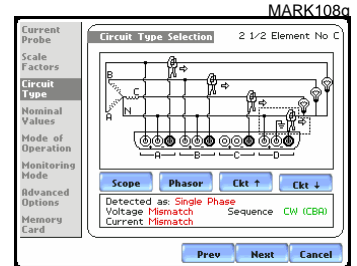 MARK108g
Current Probe
Scale Factors
Circuit Type
Nominal Values
Mode of Operation
Monitoring Mode
Advanced Options
Memory Card
Circuit Type Selection 2 1/2 Element No C
B
C
A
N
A B C D
Scope Phasor Ckt ↑ Ckt ↓
Detected as: Single Phase
Voltage Mismatch Sequence CW (CBA)
Current Mismatch
Prev Next Cancel